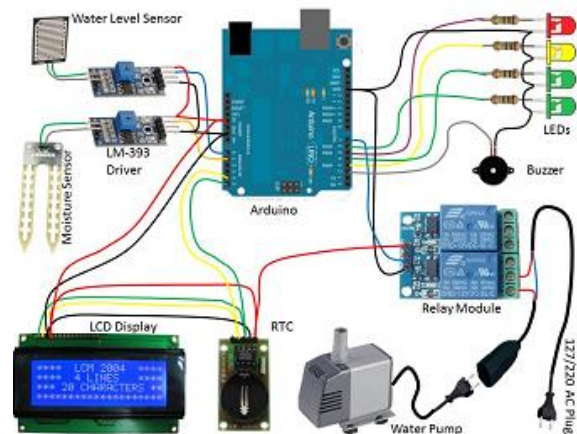 Water Level Sensor
LM-393
Driver
Moisture Sensor
Arduino
LEDs
Buzzer
LCD Display
RTC
Relay Module
LCM 2004
4 LINES
20 CHARACTERS
Water Pump
127/220 AC Plug